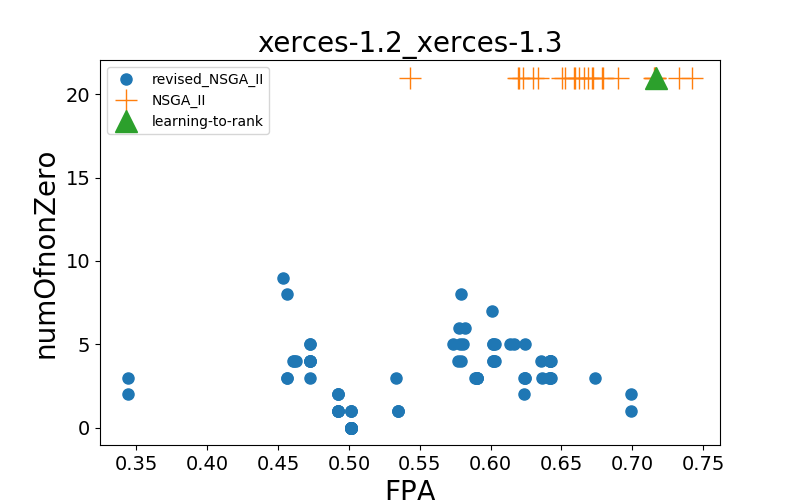 xerces-1.2_xerces-1.3
revised_NSGA_II
NSGA_II
learning-to-rank
numOfnonZero
20
15
10
5
0
0.35 0.40 0.45 0.50 0.55 0.60 0.65 0.70 0.75
FPA